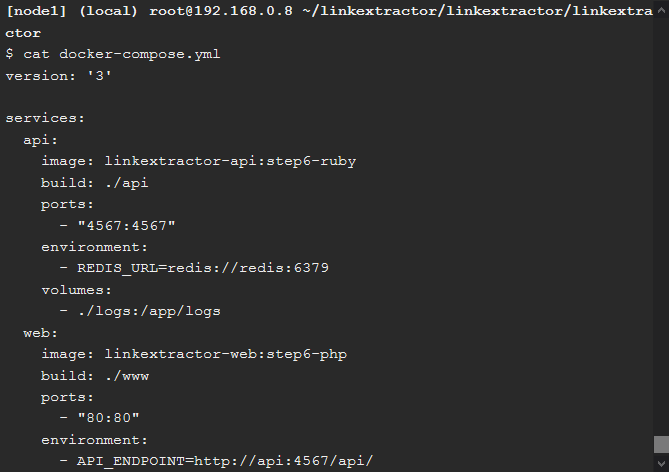 [node1] (local) root@192.168.0.8 ~/linkextractor/linkextractor/linkextra
ctor
$ cat docker-compose.yml
version: '3'
services:
  api:
    image: linkextractor-api:step6-ruby
    build: ./api
    ports:
      - "4567:4567"
    environment:
      - REDIS_URL=redis://redis:6379
    volumes:
      - ./logs:/app/logs
  web:
    image: linkextractor-web:step6-php
    build: ./www
    ports:
      - "80:80"
    environment:
      - API_ENDPOINT=http://api:4567/api/